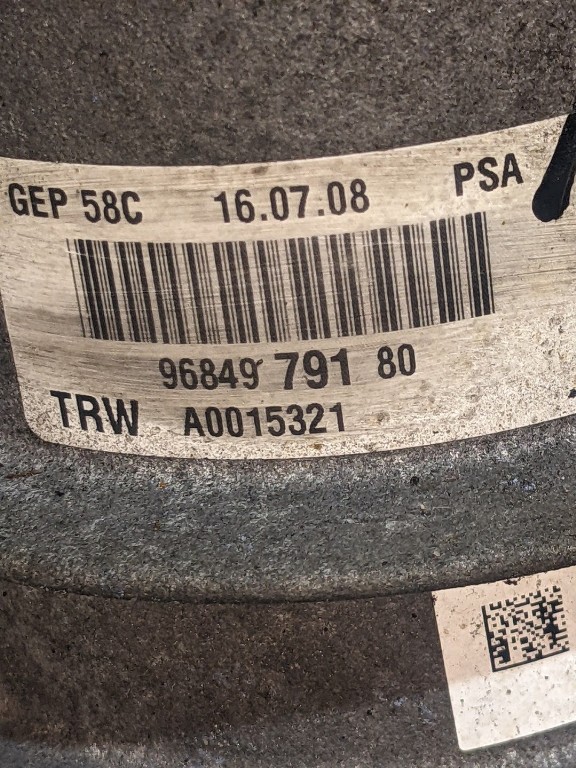 GEP 58C 16.07.08 PSA
96849 791 80
TRW A0015321